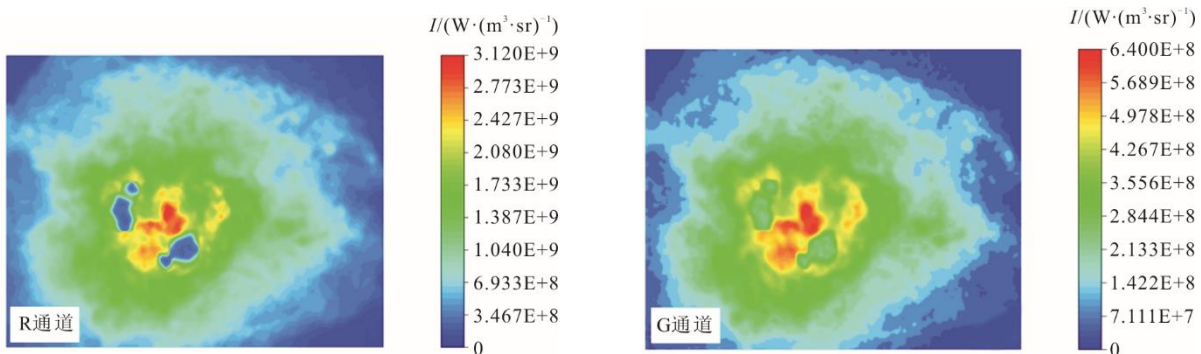 I/(W·(m³·sr)⁻¹)
3.120E+9
2.773E+9
2.427E+9
2.080E+9
1.733E+9
1.387E+9
1.040E+9
6.933E+8
3.467E+8
0
R通道
I/(W·(m³·sr)⁻¹)
6.400E+8
5.689E+8
4.978E+8
4.267E+8
3.556E+8
2.844E+8
2.133E+8
1.422E+8
7.111E+7
0
G通道